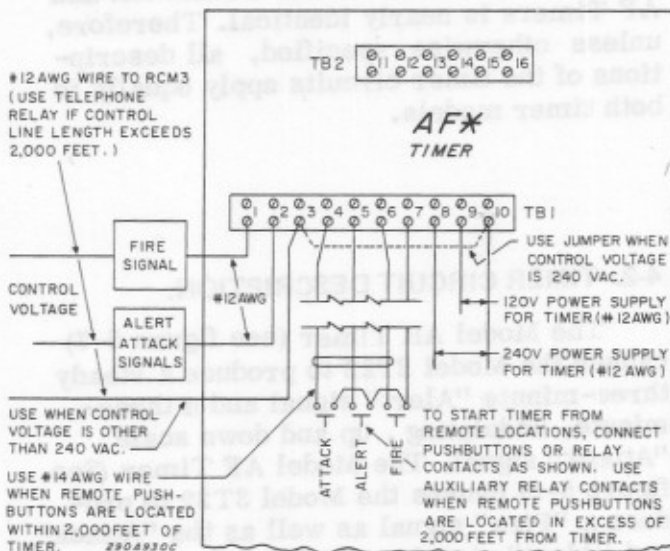 AF Timers is nearly identical. Therefore,
unless otherwise specified, all descrip-
tions of the timer circuits apply equally to
both timer models.
#12 AWG WIRE TO RCM3
(USE TELEPHONE
RELAY IF CONTROL
LINE LENGTH EXCEEDS
2,000 FEET.)
TB2
11 12 13 14 15 16
AF*
TIMER
1 2 3 4 5 6 7 8 9 10 TB1
FIRE
SIGNAL
CONTROL
VOLTAGE
#12AWG
ALERT
ATTACK
SIGNALS
USE JUMPER WHEN
CONTROL VOLTAGE
IS 240 VAC.
120V POWER SUPPLY
FOR TIMER (#12AWG)
240V POWER SUPPLY
FOR TIMER (#12 AWG)
USE WHEN CONTROL
VOLTAGE IS OTHER
THAN 240 VAC.
USE #14 AWG WIRE
WHEN REMOTE PUSH-
BUTTONS ARE LOCATED
WITHIN 2,000 FEET OF
TIMER. 290A930C
ATTACK
ALERT
FIRE
TO START TIMER FROM
REMOTE LOCATIONS, CONNECT
PUSHBUTTONS OR RELAY
CONTACTS AS SHOWN. USE
AUXILIARY RELAY CONTACTS
WHEN REMOTE PUSHBUTTONS
ARE LOCATED IN EXCESS OF
2,000 FEET FROM TIMER.